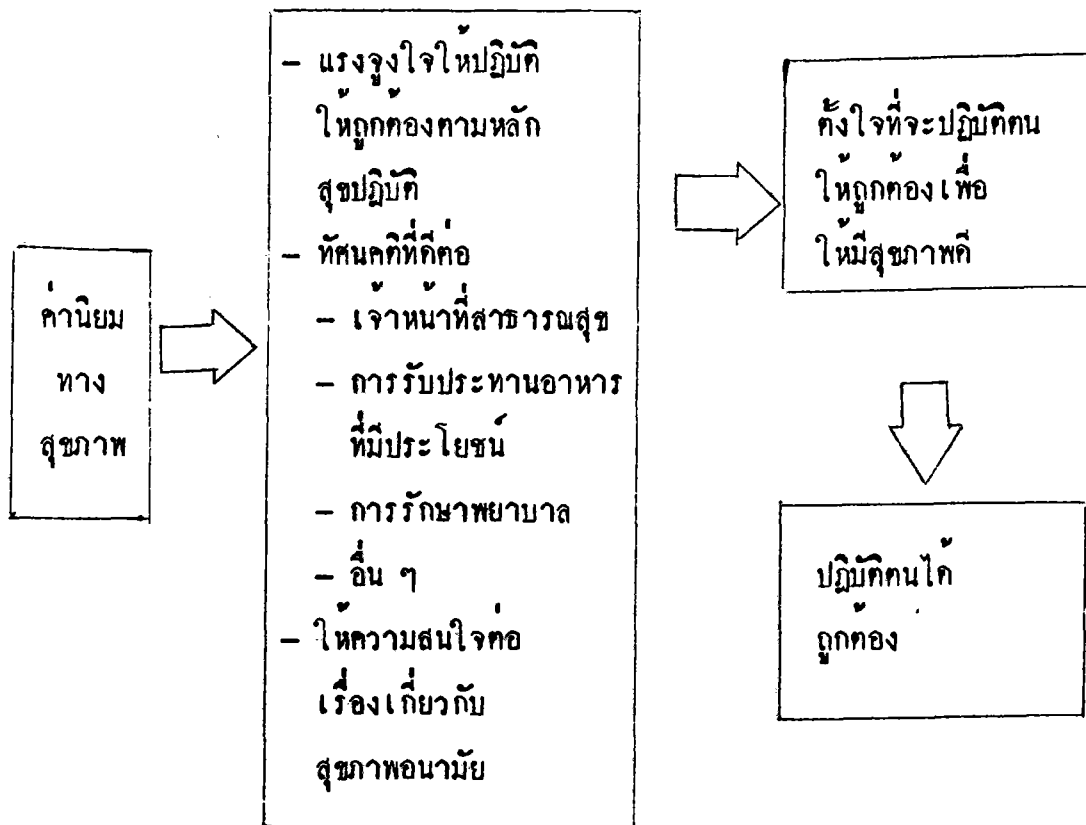 ค่านิยม
ทาง
สุขภาพ
- แรงจูงใจให้ปฏิบัติ
ให้ถูกต้องตามหลัก
สุขปฏิบัติ
- ทัศนคติที่ดีต่อ
- เจ้าหน้าที่สาธารณสุข
- การรับประทานอาหาร
ที่มีประโยชน์
- การรักษาพยาบาล
- อื่น ๆ
- ให้ความสนใจต่อ
เรื่องเกี่ยวกับ
สุขภาพอนามัย
ตั้งใจที่จะปฏิบัติตน
ให้ถูกต้องเพื่อ
ให้มีสุขภาพดี
ปฏิบัติตนได้
ถูกต้อง